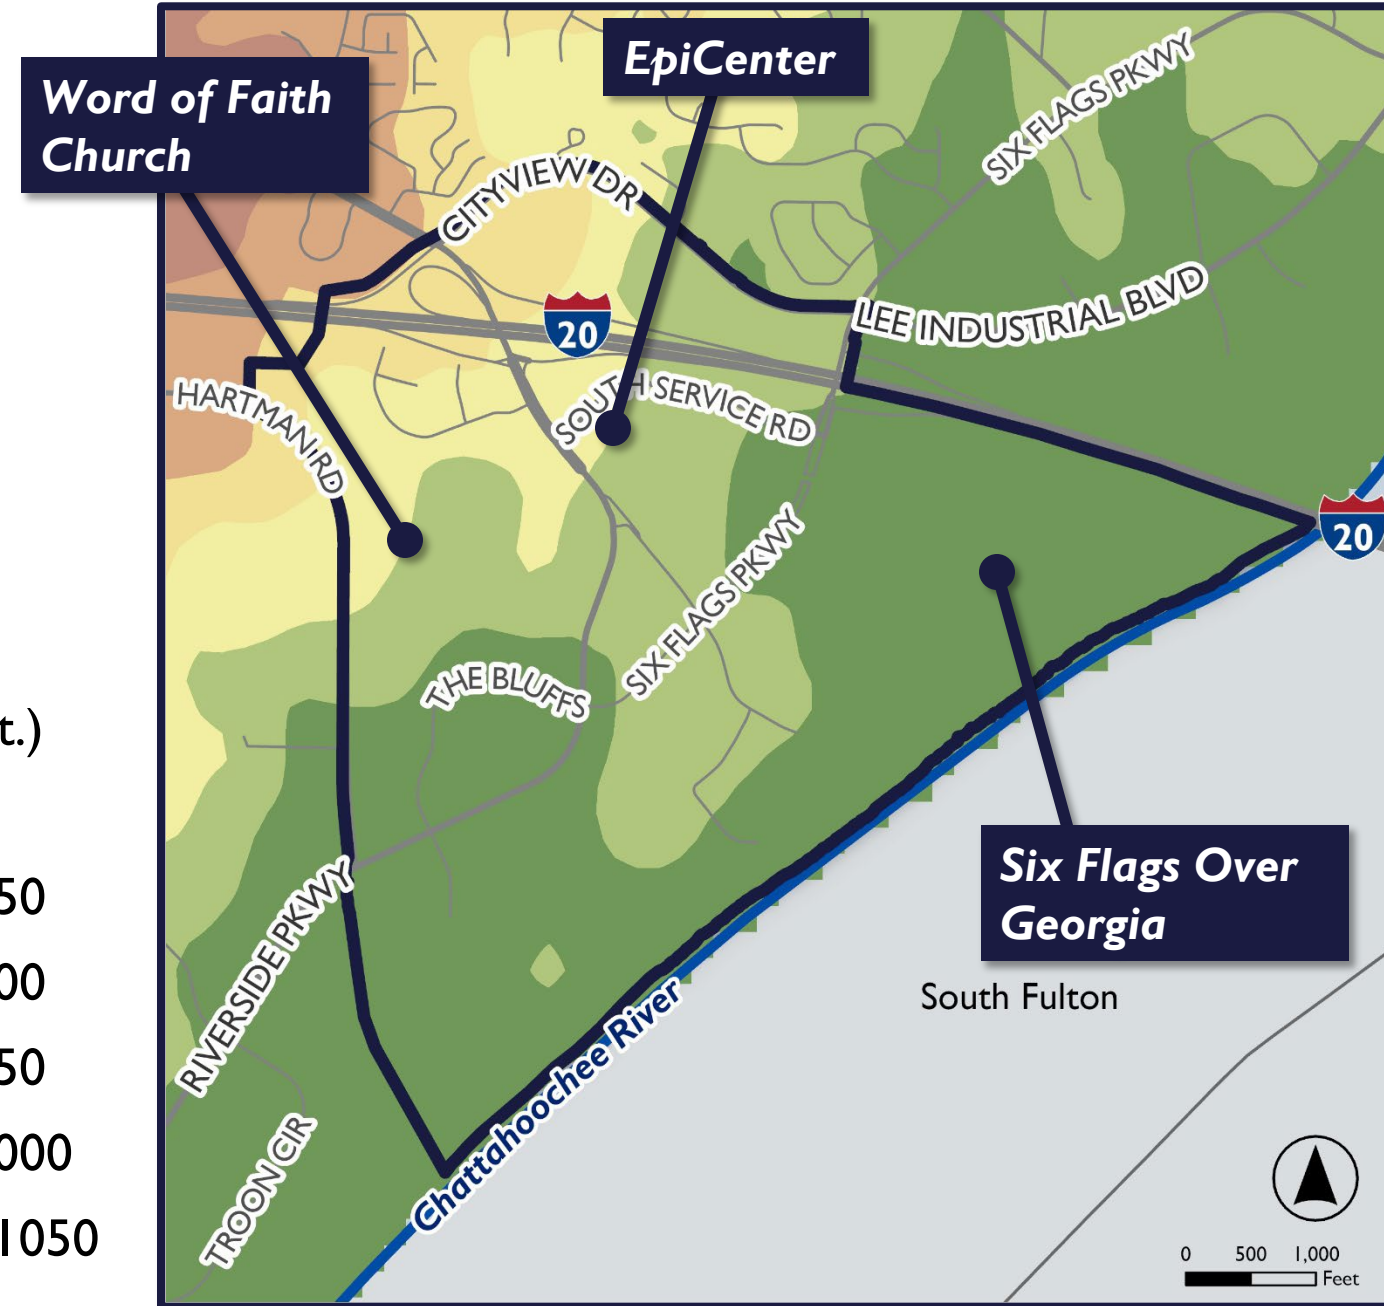 EpiCenter
Word of Faith
Church
SIX FLAGS PKWY
CITYVIEW DR
LEE INDUSTRIAL BLVD
20
HARTMAN RD
SOUTH SERVICE RD
20
SIX FLAGS PKWY
THE BLUFFS
t.)
Six Flags Over
Georgia
50
RIVERSIDE PKWY
00
South Fulton
Chattahoochee River
50
TROON CIR
000
1050
0 500 1,000
Feet